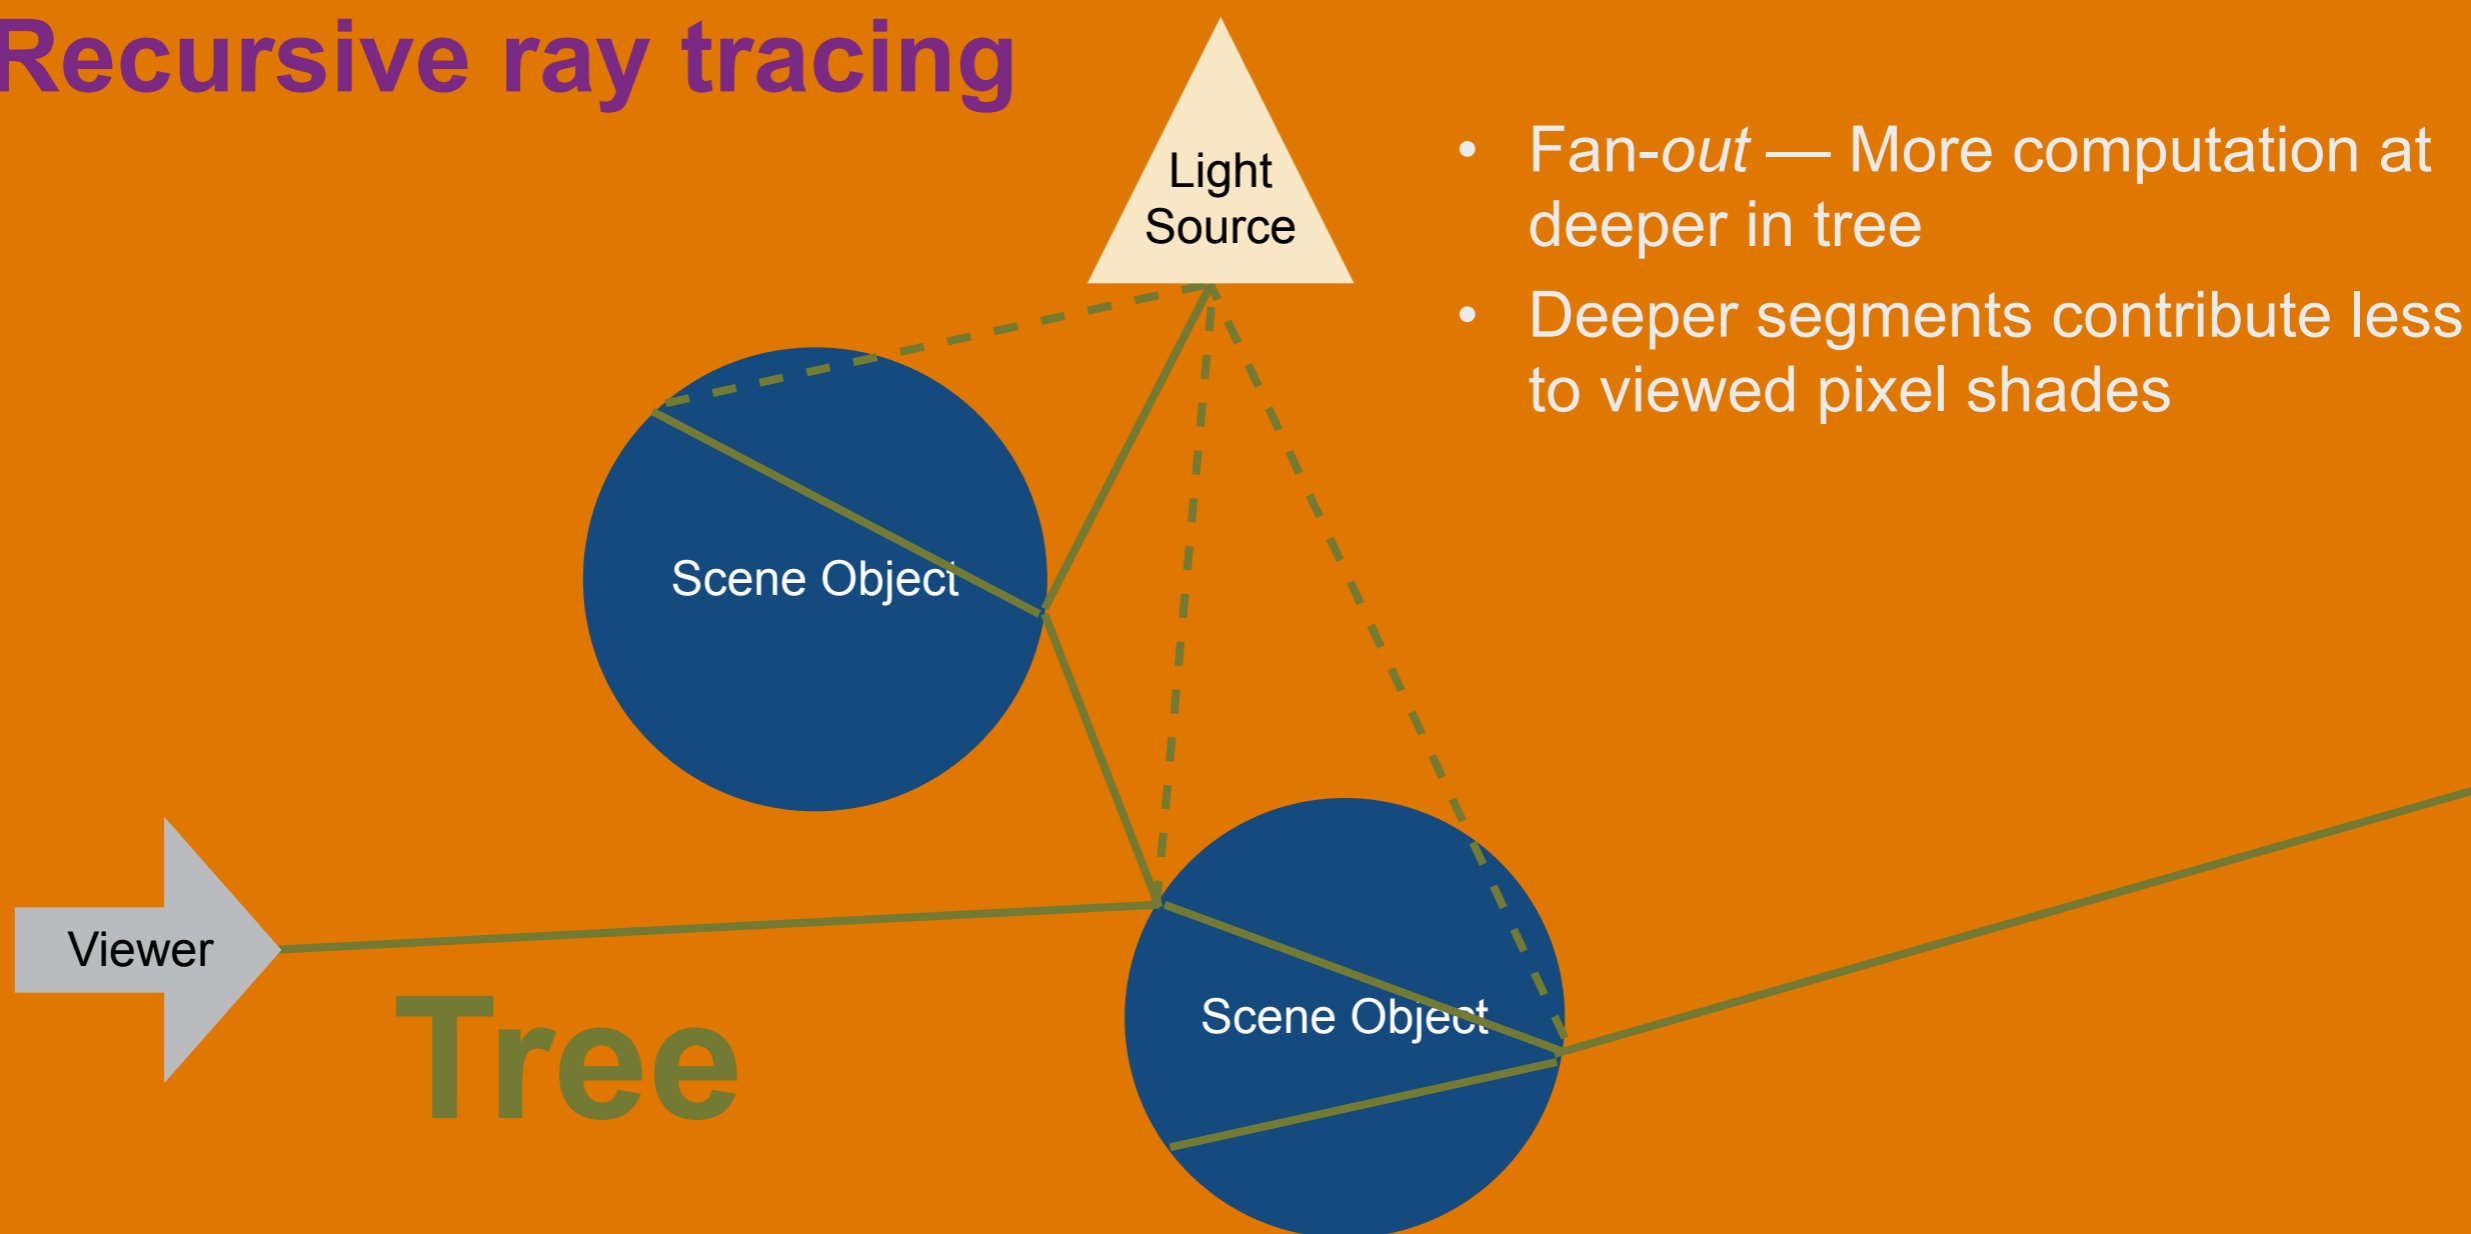 Recursive ray tracing
Light
Source
• Fan-out — More computation at
deeper in tree
• Deeper segments contribute less
to viewed pixel shades
Scene Object
Viewer
Tree
Scene Object